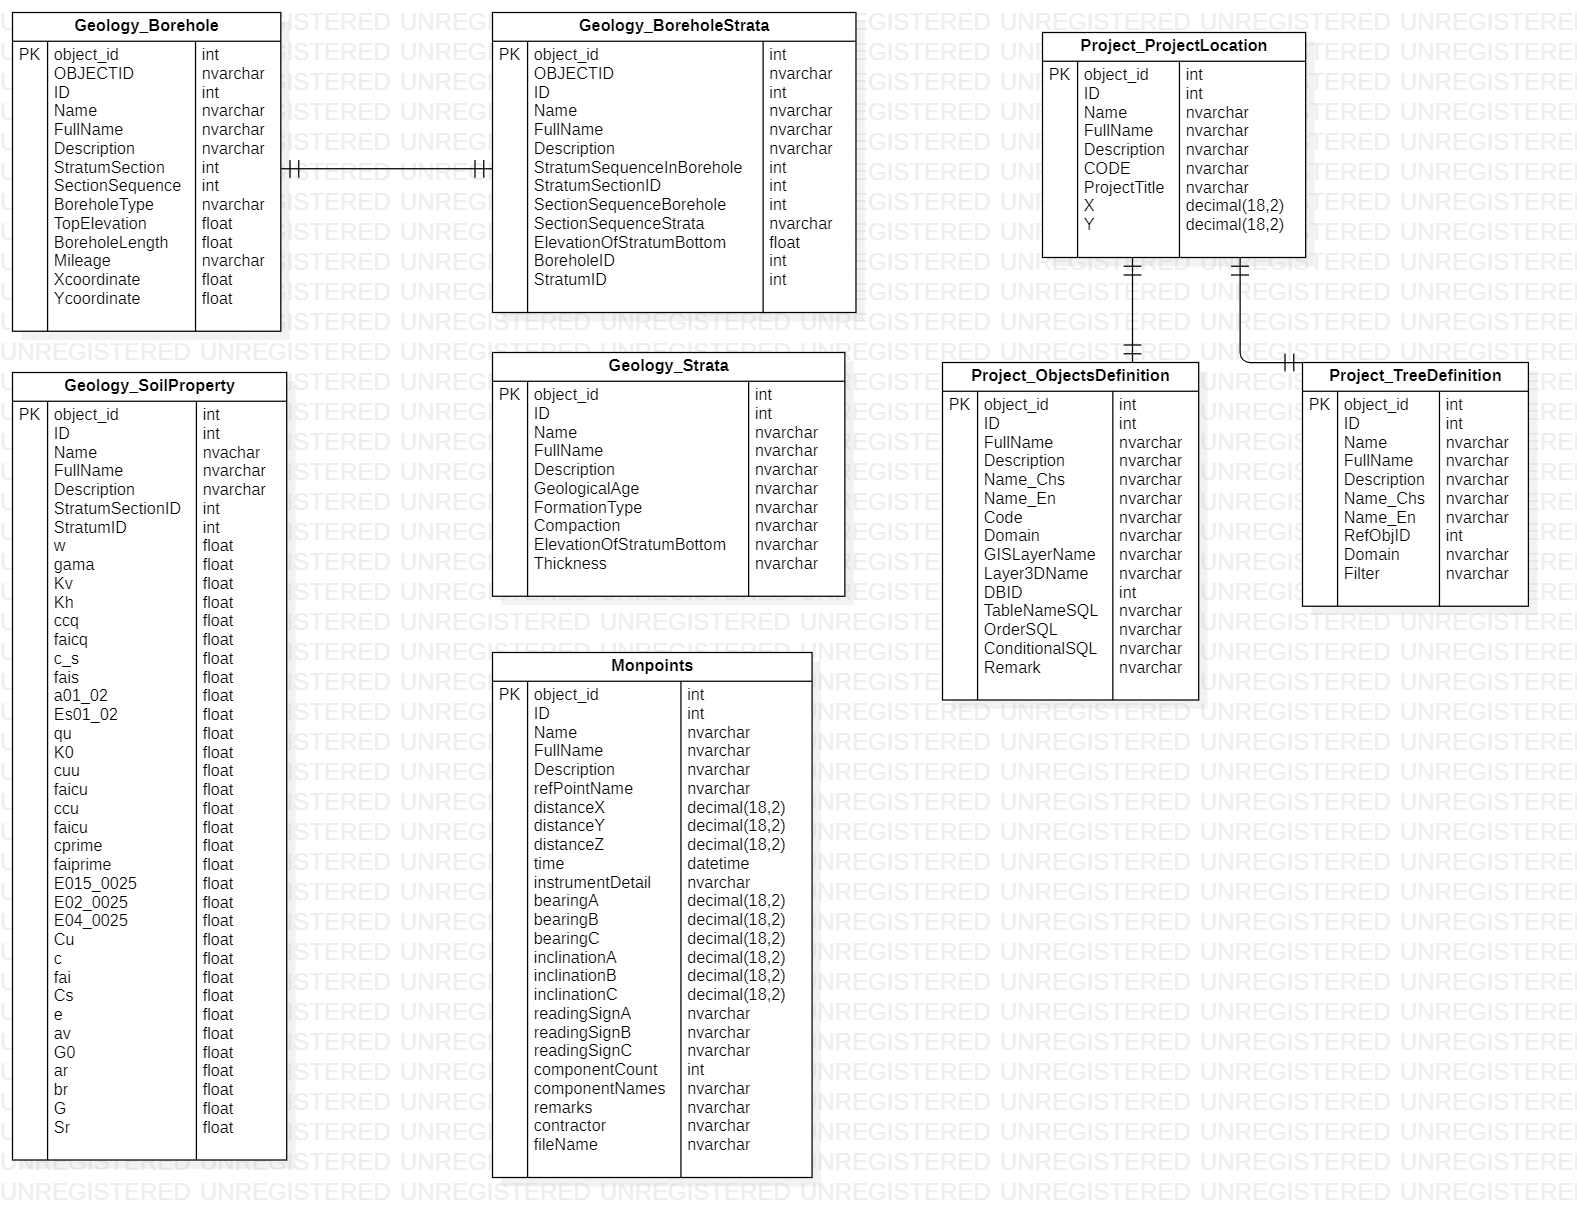 Geology_Borehole
PK object_id int
OBJECTID nvarchar
ID int
Name nvarchar
FullName nvarchar
Description nvarchar
StratumSection int
SectionSequence int
BoreholeType nvarchar
TopElevation float
BoreholeLength float
Mileage nvarchar
Xcoordinate float
Ycoordinate float
Geology_BoreholeStrata
PK object_id int
OBJECTID nvarchar
ID int
Name nvarchar
FullName nvarchar
Description nvarchar
StratumSequenceInBorehole int
StratumSectionID int
SectionSequenceBorehole int
SectionSequenceStrata nvarchar
ElevationOfStratumBottom float
BoreholeID int
StratumID int
Project_ProjectLocation
PK object_id int
ID int
Name nvarchar
FullName nvarchar
Description nvarchar
CODE nvarchar
ProjectTitle nvarchar
X decimal(18,2)
Y decimal(18,2)
Geology_SoilProperty
PK object_id int
ID int
Name nvachar
FullName nvarchar
Description nvarchar
StratumSectionID int
StratumID int
w float
gama float
Kv float
Kh float
ccq float
faicq float
c_s float
fais float
a01_02 float
Es01_02 float
qu float
K0 float
cuu float
faicu float
ccu float
faicu float
cprime float
faiprime float
E015_0025 float
E02_0025 float
E04_0025 float
Cu float
c float
fai float
Cs float
e float
av float
G0 float
ar float
br float
G float
Sr float
Geology_Strata
PK object_id int
ID int
Name nvarchar
FullName nvarchar
Description nvarchar
GeologicalAge nvarchar
FormationType nvarchar
Compaction nvarchar
ElevationOfStratumBottom nvarchar
Thickness nvarchar
Monpoints
PK object_id int
ID int
Name nvarchar
FullName nvarchar
Description nvarchar
refPointName nvarchar
distanceX decimal(18,2)
distanceY decimal(18,2)
distanceZ decimal(18,2)
time datetime
instrumentDetail nvarchar
bearingA decimal(18,2)
bearingB decimal(18,2)
bearingC decimal(18,2)
inclinationA decimal(18,2)
inclinationB decimal(18,2)
inclinationC decimal(18,2)
readingSignA nvarchar
readingSignB nvarchar
readingSignC nvarchar
componentCount int
componentNames nvarchar
remarks nvarchar
contractor nvarchar
fileName nvarchar
Project_ObjectsDefinition
PK object_id int
ID int
FullName nvarchar
Description nvarchar
Name_Chs nvarchar
Name_En nvarchar
Code nvarchar
Domain nvarchar
GISLayerName nvarchar
Layer3DName nvarchar
DBID int
TableNameSQL nvarchar
OrderSQL nvarchar
ConditionalSQL nvarchar
Remark nvarchar
Project_TreeDefinition
PK object_id int
ID int
Name nvarchar
FullName nvarchar
Description nvarchar
Name_Chs nvarchar
Name_En nvarchar
RefObjID int
Domain nvarchar
Filter nvarchar
UNREGISTERED UNREGISTERED UNREGISTERED UNREGISTERED UNREGISTERED UNREGISTERED UNREGISTERED